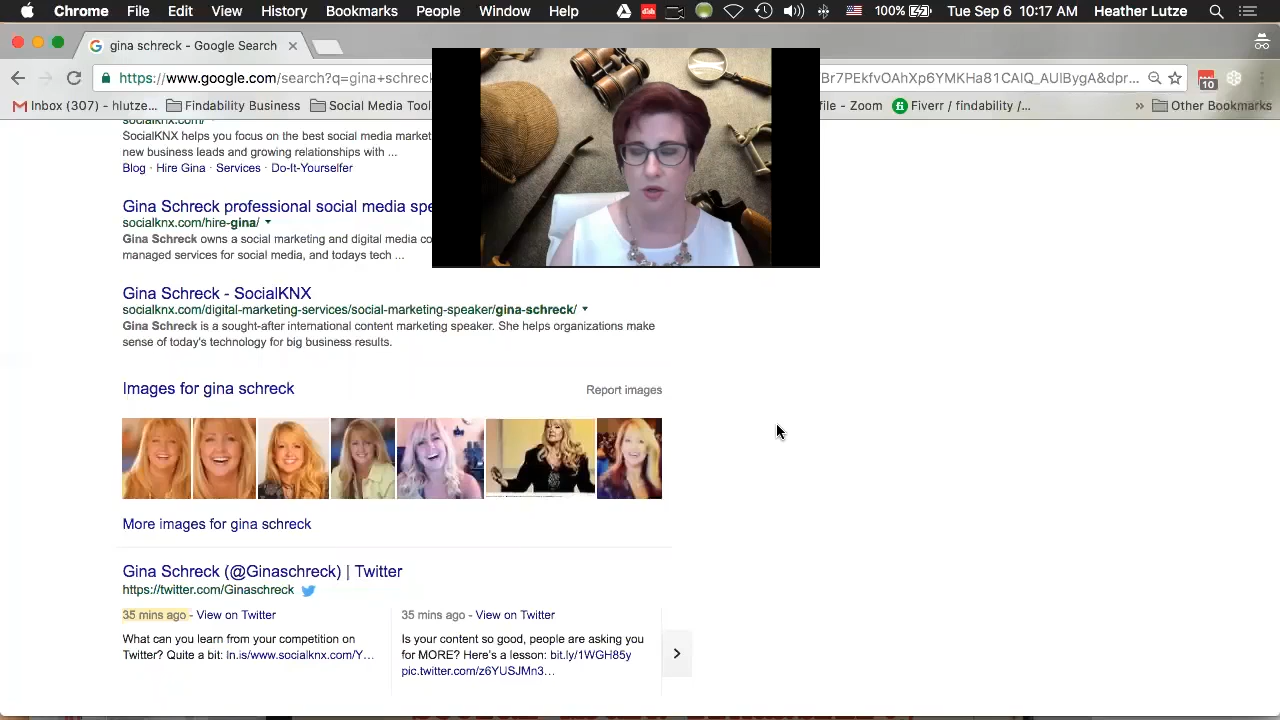 Chrome File Edit View History Bookmarks People Window Help 100% Tue Sep 6 10:17 AM Heather Lutze
gina schreck - Google Search
https://www.google.com/search?q=gina+schreck
Br7PEkfvOAhXp6YMKHa81CAlQ_AUIBygA&dpr...
10
Inbox (307) - hlutze... Findability Business Social Media Tool
file - Zoom Fiverr / findability /... » Other Bookmarks
socialknx.com/
SocialKNX helps you focus on the best social media market
new business leads and growing relationships with ...
Blog · Hire Gina · Services · Do-It-Yourselfer
Gina Schreck professional social media spe
socialknx.com/hire-gina/
Gina Schreck owns a social marketing and digital media co
managed services for social media, and todays tech ...
Gina Schreck - SocialKNX
socialknx.com/digital-marketing-services/social-marketing-speaker/gina-schreck/
Gina Schreck is a sought-after international content marketing speaker. She helps organizations make
sense of today's technology for big business results.
Images for gina schreck Report images
More images for gina schreck
Gina Schreck (@Ginaschreck) | Twitter
https://twitter.com/Ginaschreck
35 mins ago - View on Twitter
What can you learn from your competition on
Twitter? Quite a bit: ln.is/www.socialknx.com/Y…
35 mins ago - View on Twitter
Is your content so good, people are asking you
for MORE? Here's a lesson: bit.ly/1WGH85y
pic.twitter.com/z6YUSJMn3…